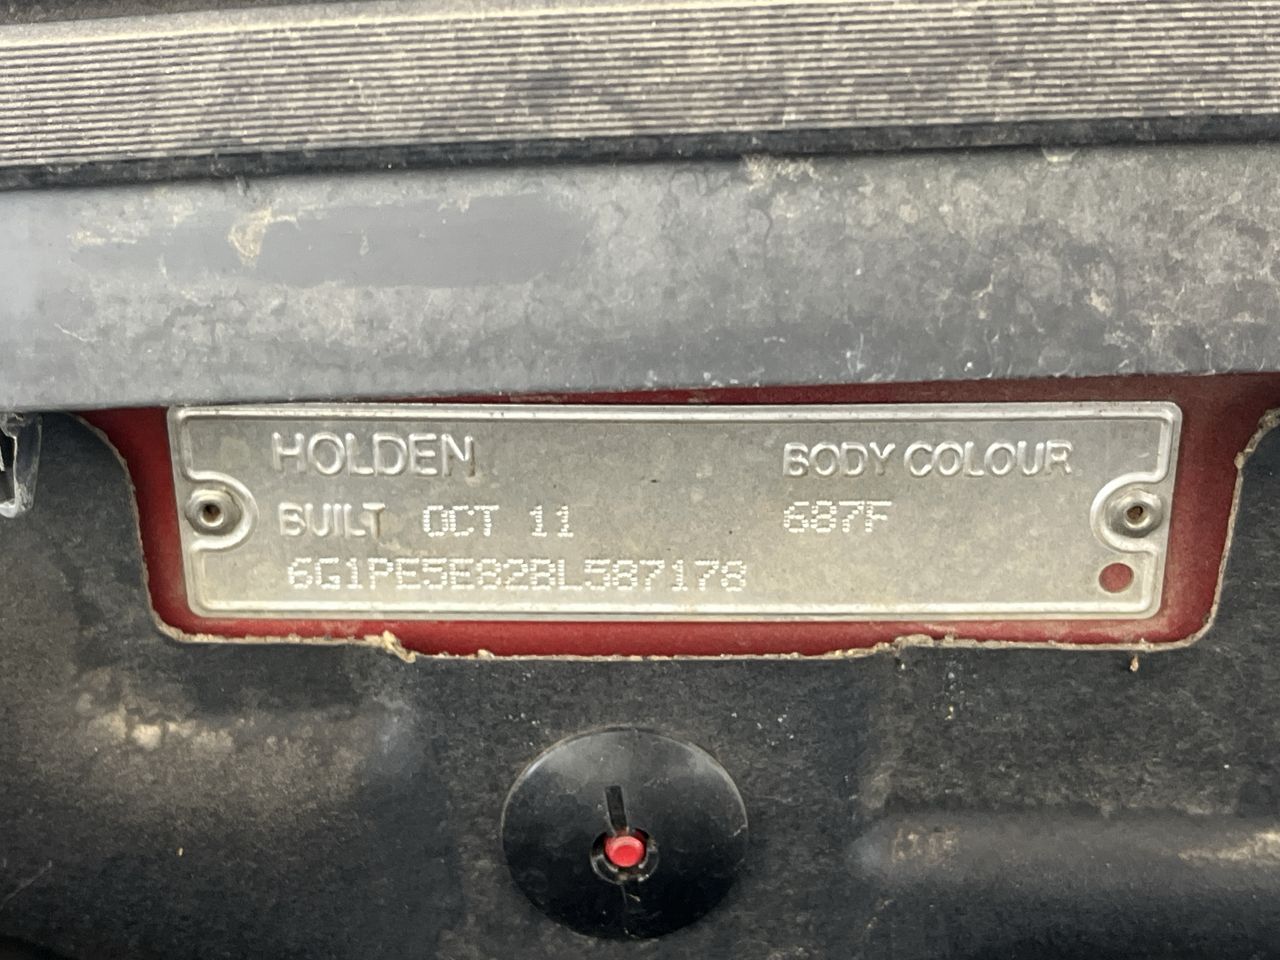 HOLDEN BODY COLOUR
BUILT OCT 11 687F
6G1PE5E82BL587178